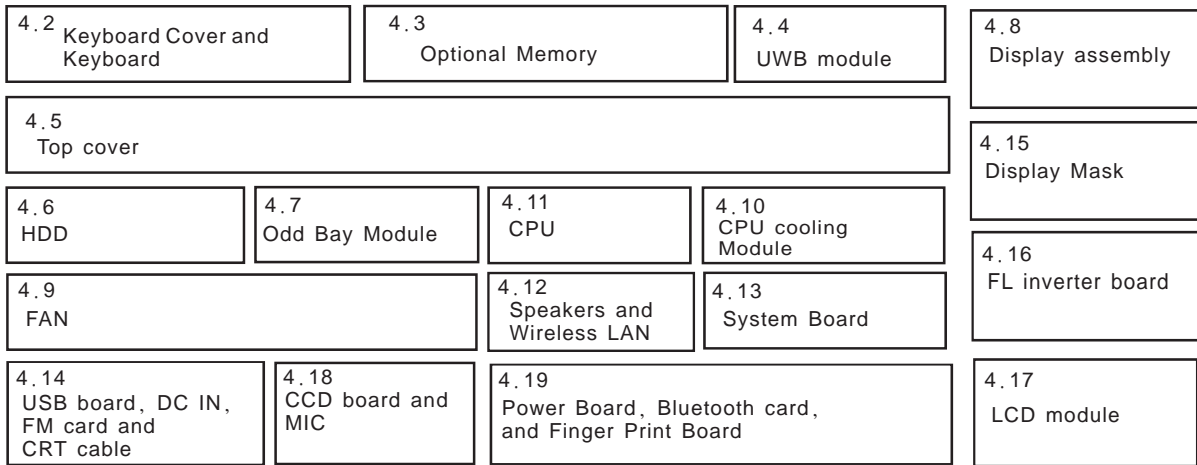 4.2
Keyboard Cover and
Keyboard
4.3
Optional Memory
4.4
UWB module
4.8
Display assembly
4.5
Top cover
4.15
Display Mask
4.6
HDD
4.7
Odd Bay Module
4.11
CPU
4.10
CPU cooling
Module
4.16
FL inverter board
4.9
FAN
4.12
Speakers and
Wireless LAN
4.13
System Board
4.14
USB board, DC IN,
FM card and
CRT cable
4.18
CCD board and
MIC
4.19
Power Board, Bluetooth card,
and Finger Print Board
4.17
LCD module